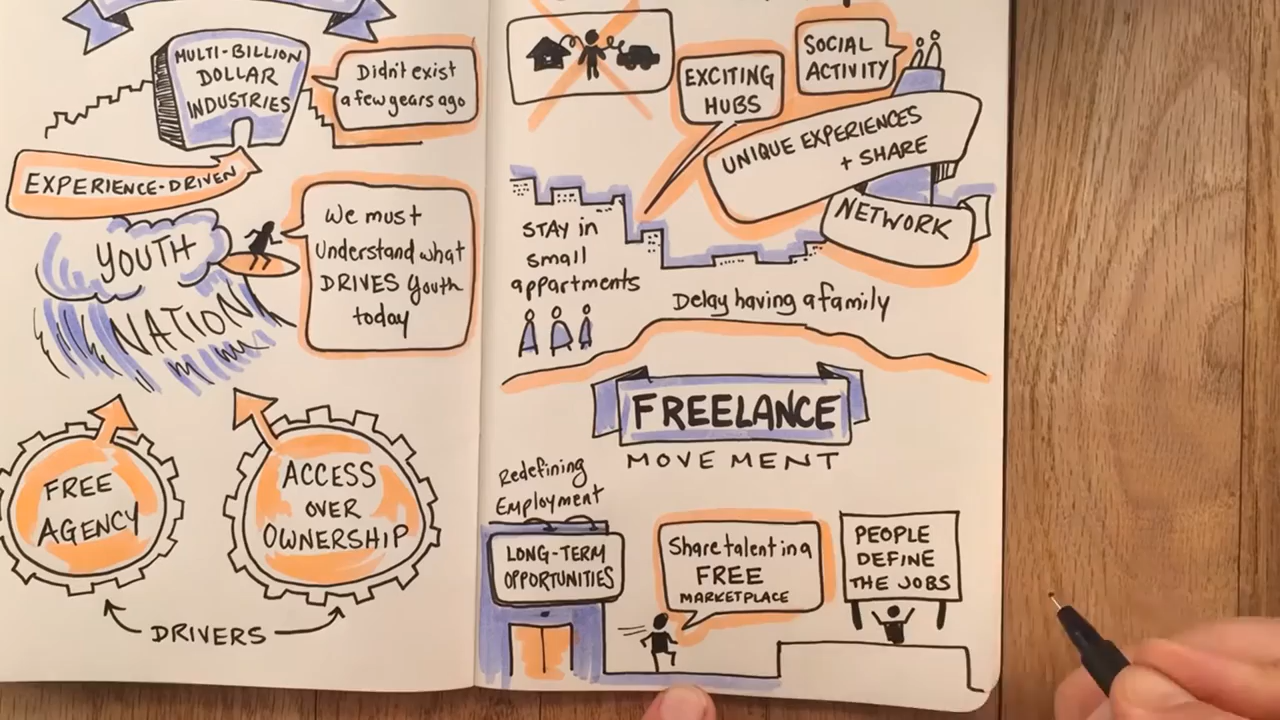 MULTI-BILLION
DOLLAR
INDUSTRIES
Didn't exist
a few years ago
EXPERIENCE-DRIVEN
YOUTH
NATION
We must
Understand what
DRIVES Youth
today
FREE
AGENCY
ACCESS
OVER
OWNERSHIP
DRIVERS
EXCITING
HUBS
SOCIAL
ACTIVITY
UNIQUE EXPERIENCES
+ SHARE
NETWORK
STAY in
small
appartments
Delay having a family
FREELANCE
MOVEMENT
Redefining
Employment
LONG-TERM
OPPORTUNITIES
Share talent in a
FREE
MARKETPLACE
PEOPLE
DEFINE
THE JOBS